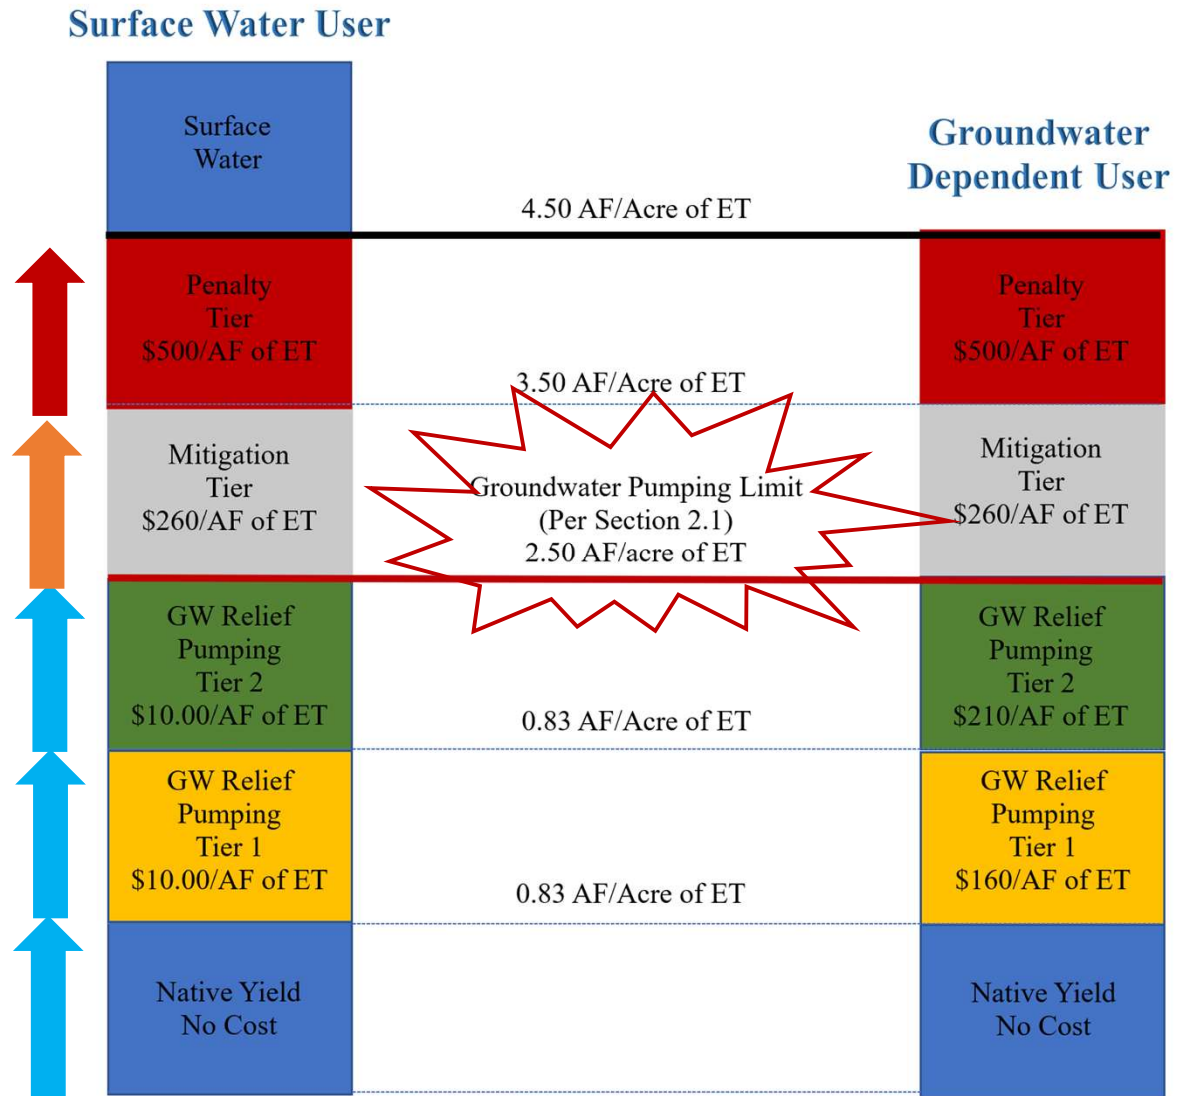 Surface Water User
Surface
Water
Groundwater
Dependent User
4.50 AF/Acre of ET
Penalty
Tier
$500/AF of ET
Penalty
Tier
$500/AF of ET
3.50 AF/Acre of ET
Mitigation
Tier
$260/AF of ET
Groundwater Pumping Limit
(Per Section 2.1)
2.50 AF/acre of ET
Mitigation
Tier
$260/AF of ET
GW Relief
Pumping
Tier 2
$10.00/AF of ET
GW Relief
Pumping
Tier 2
$210/AF of ET
0.83 AF/Acre of ET
GW Relief
Pumping
Tier 1
$10.00/AF of ET
GW Relief
Pumping
Tier 1
$160/AF of ET
0.83 AF/Acre of ET
Native Yield
No Cost
Native Yield
No Cost